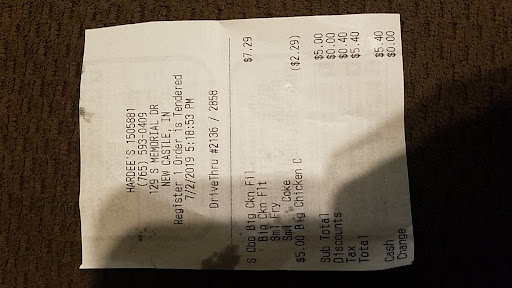 HARDEE'S 1505881
(765) 593-0409
129 S MEMORIAL DR
NEW CASTLE, IN
Register 1 Order is Tendered
7/2/2019 5:18:53 PM
DriveThru #2136 / 2858
S Cbo Big Ckn Fil $7.29
Big Ckn Flt
Sml Fry
Sml Coke
$5.00 Big Chicken C ($2.29)
Sub Total $5.00
Discounts $0.00
Tax $0.40
Total $5.40
Cash $5.40
Change $0.00